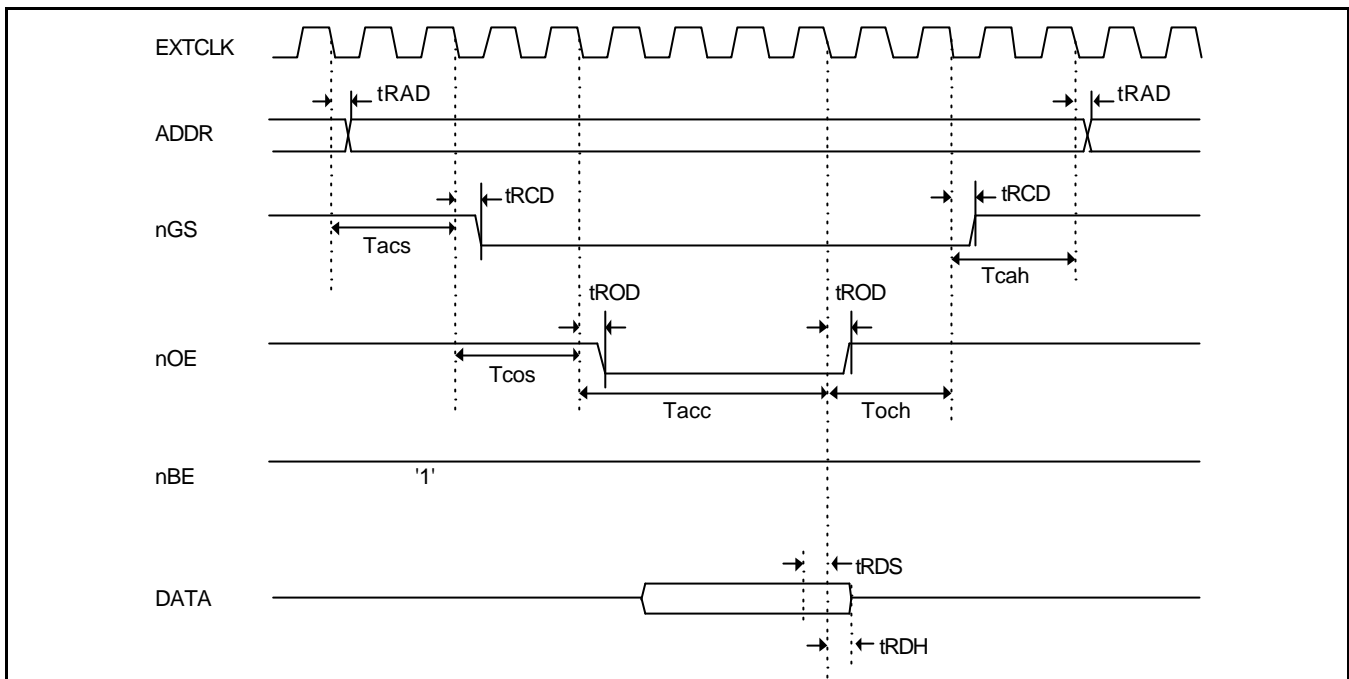 EXTCLK
tRAD
tRAD
ADDR
tRCD
tRCD
nGS
Tacs
Tcah
tROD
tROD
nOE
Tcos
Tacc
Toch
nBE
'1'
tRDS
DATA
tRDH